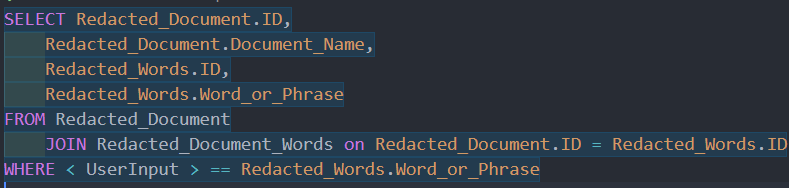 SELECT Redacted_Document.ID,
Redacted_Document.Document_Name,
Redacted_Words.ID,
Redacted_Words.Word_or_Phrase
FROM Redacted_Document
JOIN Redacted_Document_Words on Redacted_Document.ID = Redacted_Words.ID
WHERE < UserInput > == Redacted_Words.Word_or_Phrase